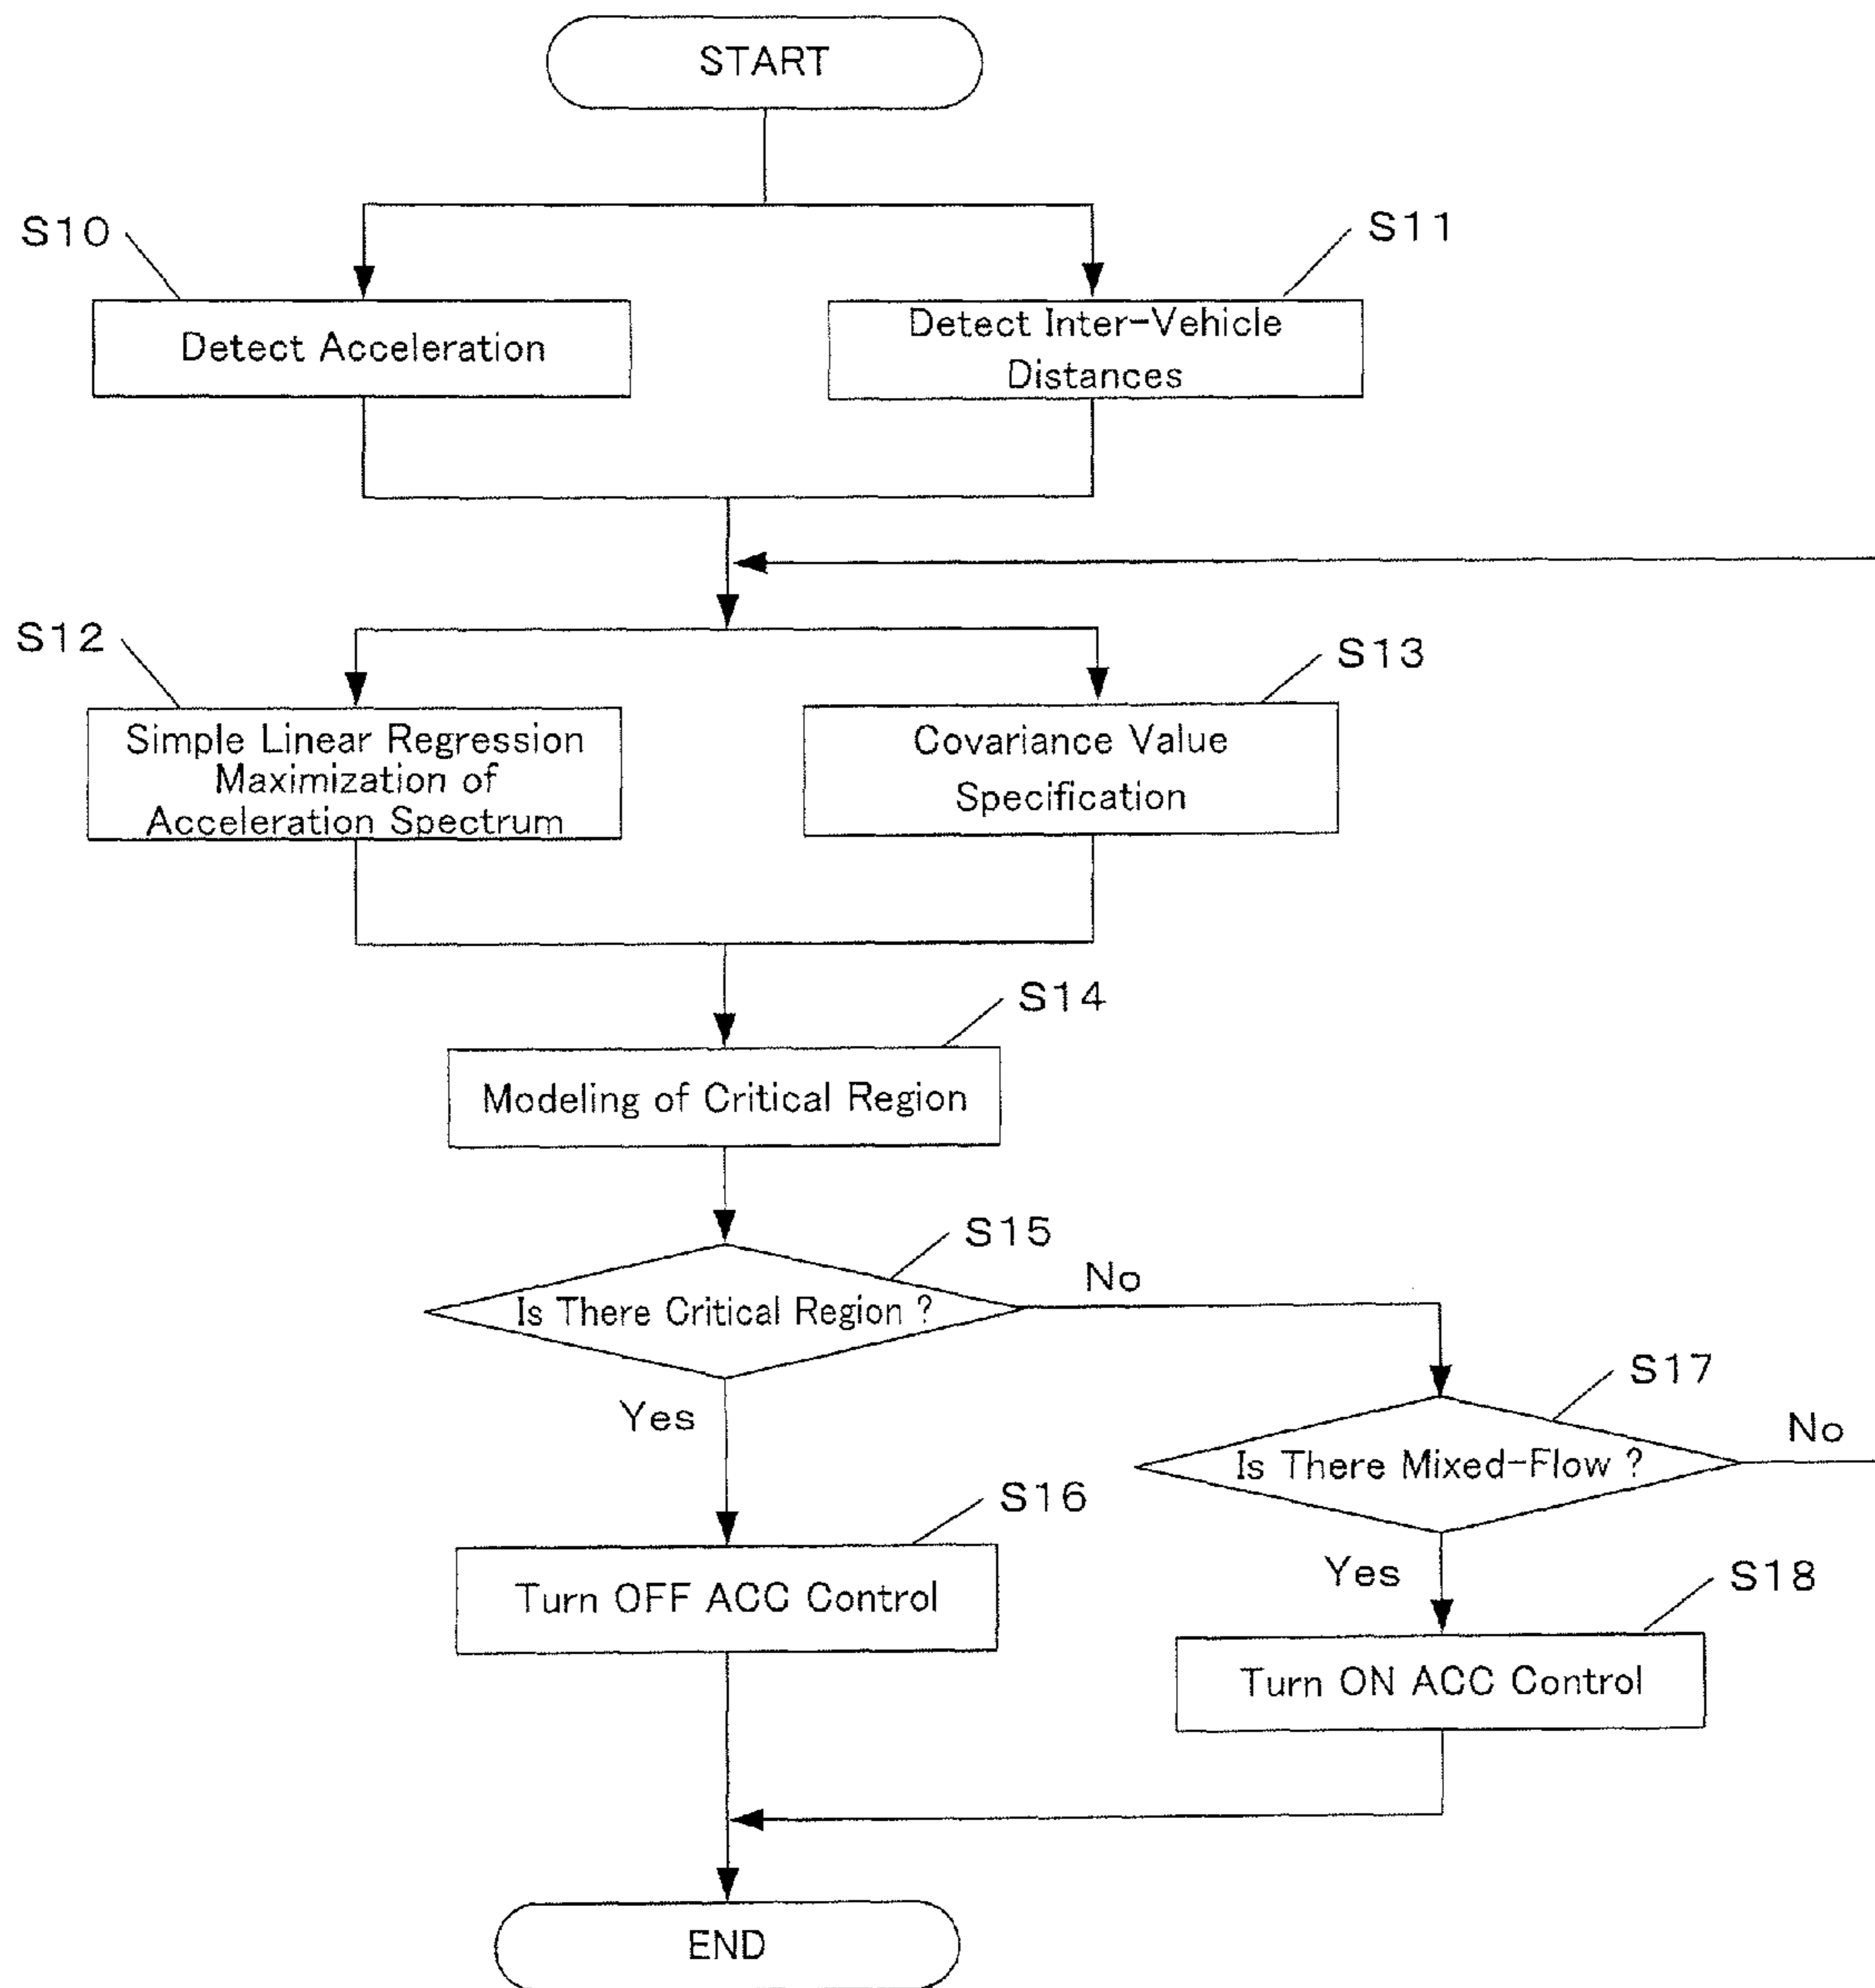 START
S10
S11
Detect Acceleration
Detect Inter-Vehicle
Distances
S12
S13
Simple Linear Regression
Maximization of
Acceleration Spectrum
Covariance Value
Specification
S14
Modeling of Critical Region
S15
Is There Critical Region ?
No
Yes
S17
Is There Mixed-Flow ?
No
Yes
S16
Turn OFF ACC Control
S18
Turn ON ACC Control
END